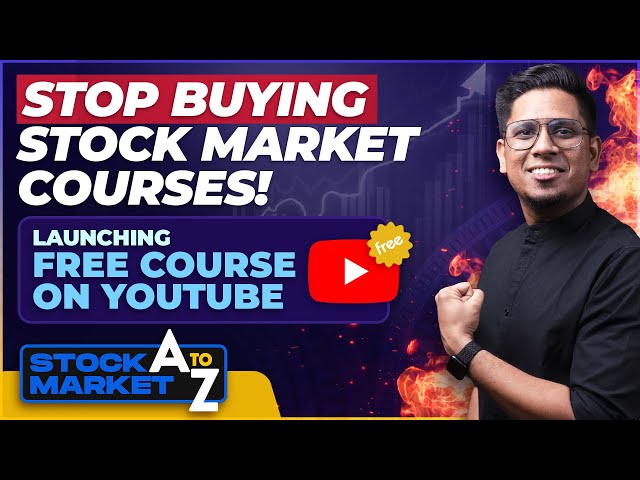 STOP BUYING
STOCK MARKET
COURSES!
LAUNCHING
FREE COURSE
ON YOUTUBE
free
STOCK
MARKET
A TO Z